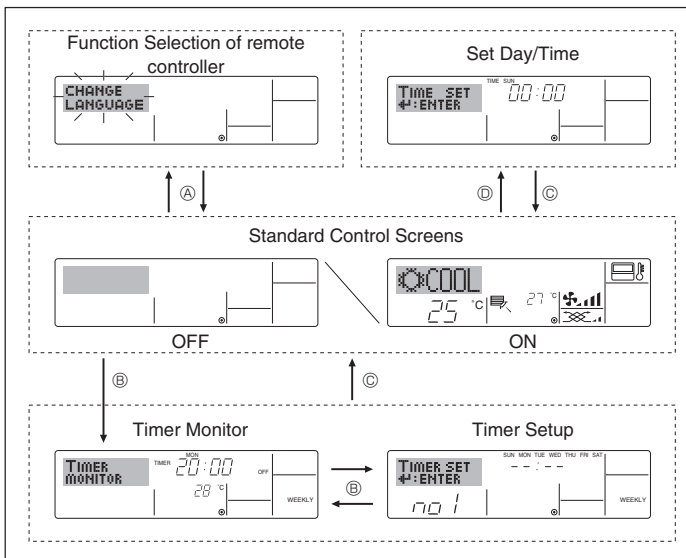 Function Selection of remote
controller
CHANGE
LANGUAGE
Set Day/Time
TIME SUN
TIME SET
↵:ENTER
00:00
Ⓐ
Ⓓ
Ⓒ
Standard Control Screens
OFF
COOL
25 °C
27 °C
ON
Ⓑ
Ⓒ
Timer Monitor
TIMER
MONITOR
TIMER
MON
20:00
OFF
28 °C
WEEKLY
Ⓑ
Timer Setup
SUN MON TUE WED THU FRI SAT
TIMER SET
↵:ENTER
--:--
no 1
WEEKLY